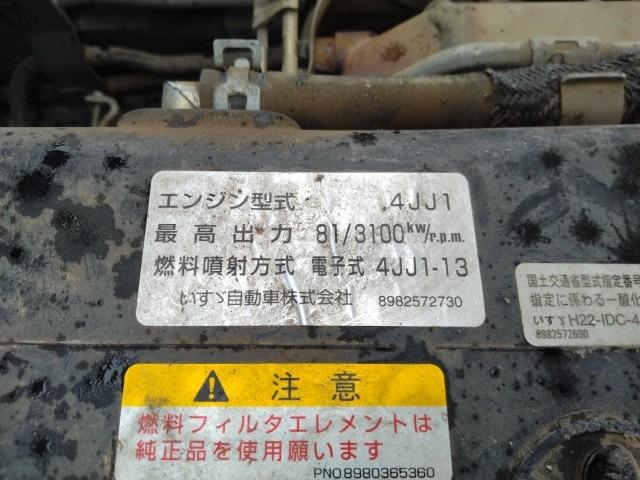 エンジン型式 4JJ1
最高出力 81/3100 kW/r.p.m.
燃料噴射方式 電子式 4JJ1-13
いすゞ自動車株式会社 8982572730
国土交通省型式指定番号
指定に係わる一酸化
いすゞH22-IDC-4
8982572690
⚠ 注意
燃料フィルタエレメントは
純正品を使用願います
PNO8980365360